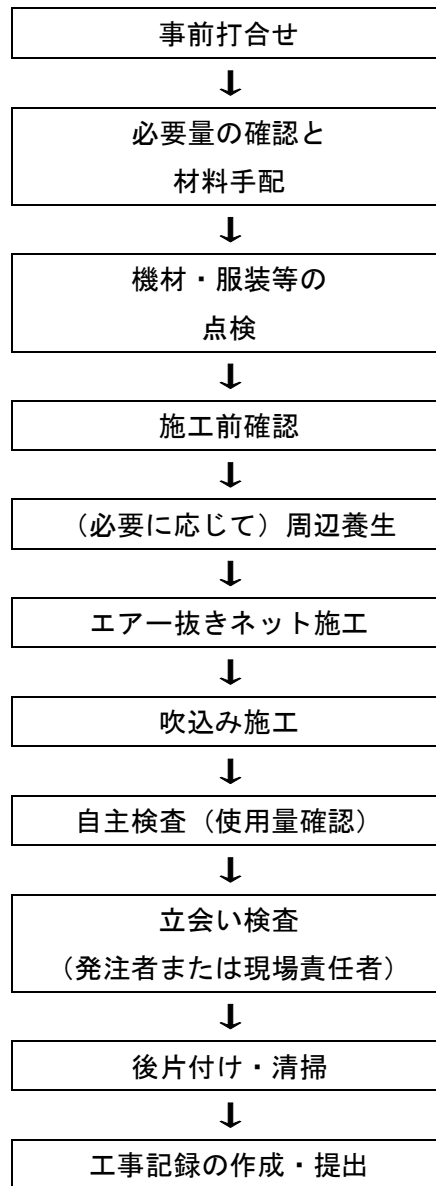 事前打合せ
↓
必要量の確認と
材料手配
↓
機材・服装等の
点検
↓
施工前確認
↓
（必要に応じて）周辺養生
↓
エアー抜きネット施工
↓
吹込み施工
↓
自主検査（使用量確認）
↓
立会い検査
（発注者または現場責任者）
↓
後片付け・清掃
↓
工事記録の作成・提出